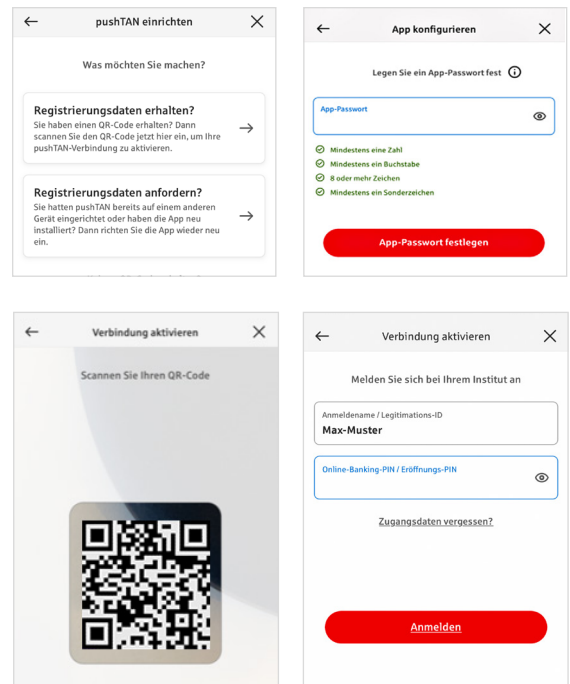 pushTAN einrichten
Was möchten Sie machen?
Registrierungsdaten erhalten?
Sie haben einen QR-Code erhalten? Dann
scannen Sie den QR-Code jetzt hier ein, um Ihre
pushTAN-Verbindung zu aktivieren.
Registrierungsdaten anfordern?
Sie hatten pushTAN bereits auf einem anderen
Gerät eingerichtet oder haben die App neu
installiert? Dann richten Sie die App wieder neu
ein.
App konfigurieren
Legen Sie ein App-Passwort fest
App-Passwort
Mindestens eine Zahl
Mindestens ein Buchstabe
8 oder mehr Zeichen
Mindestens ein Sonderzeichen
App-Passwort festlegen
Verbindung aktivieren
Scannen Sie Ihren QR-Code
Verbindung aktivieren
Melden Sie sich bei Ihrem Institut an
Anmeldename / Legitimations-ID
Max-Muster
Online-Banking-PIN / Eröffnungs-PIN
Zugangsdaten vergessen?
Anmelden